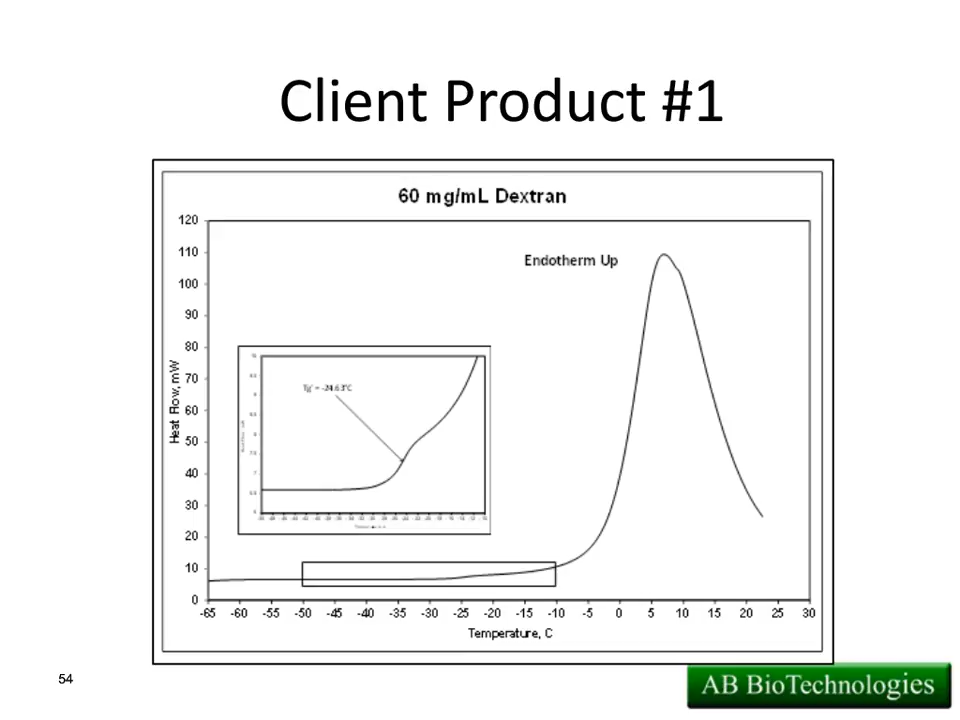 Client Product #1
60 mg/mL Dextran
Endotherm Up
Heat Flow, mW
120
110
100
90
80
70
60
50
40
30
20
10
0
Tg' = -24.63°C
-65 -60 -55 -50 -45 -40 -35 -30 -25 -20 -15 -10 -5 0 5 10 15 20 25 30
Temperature, C
54
AB BioTechnologies